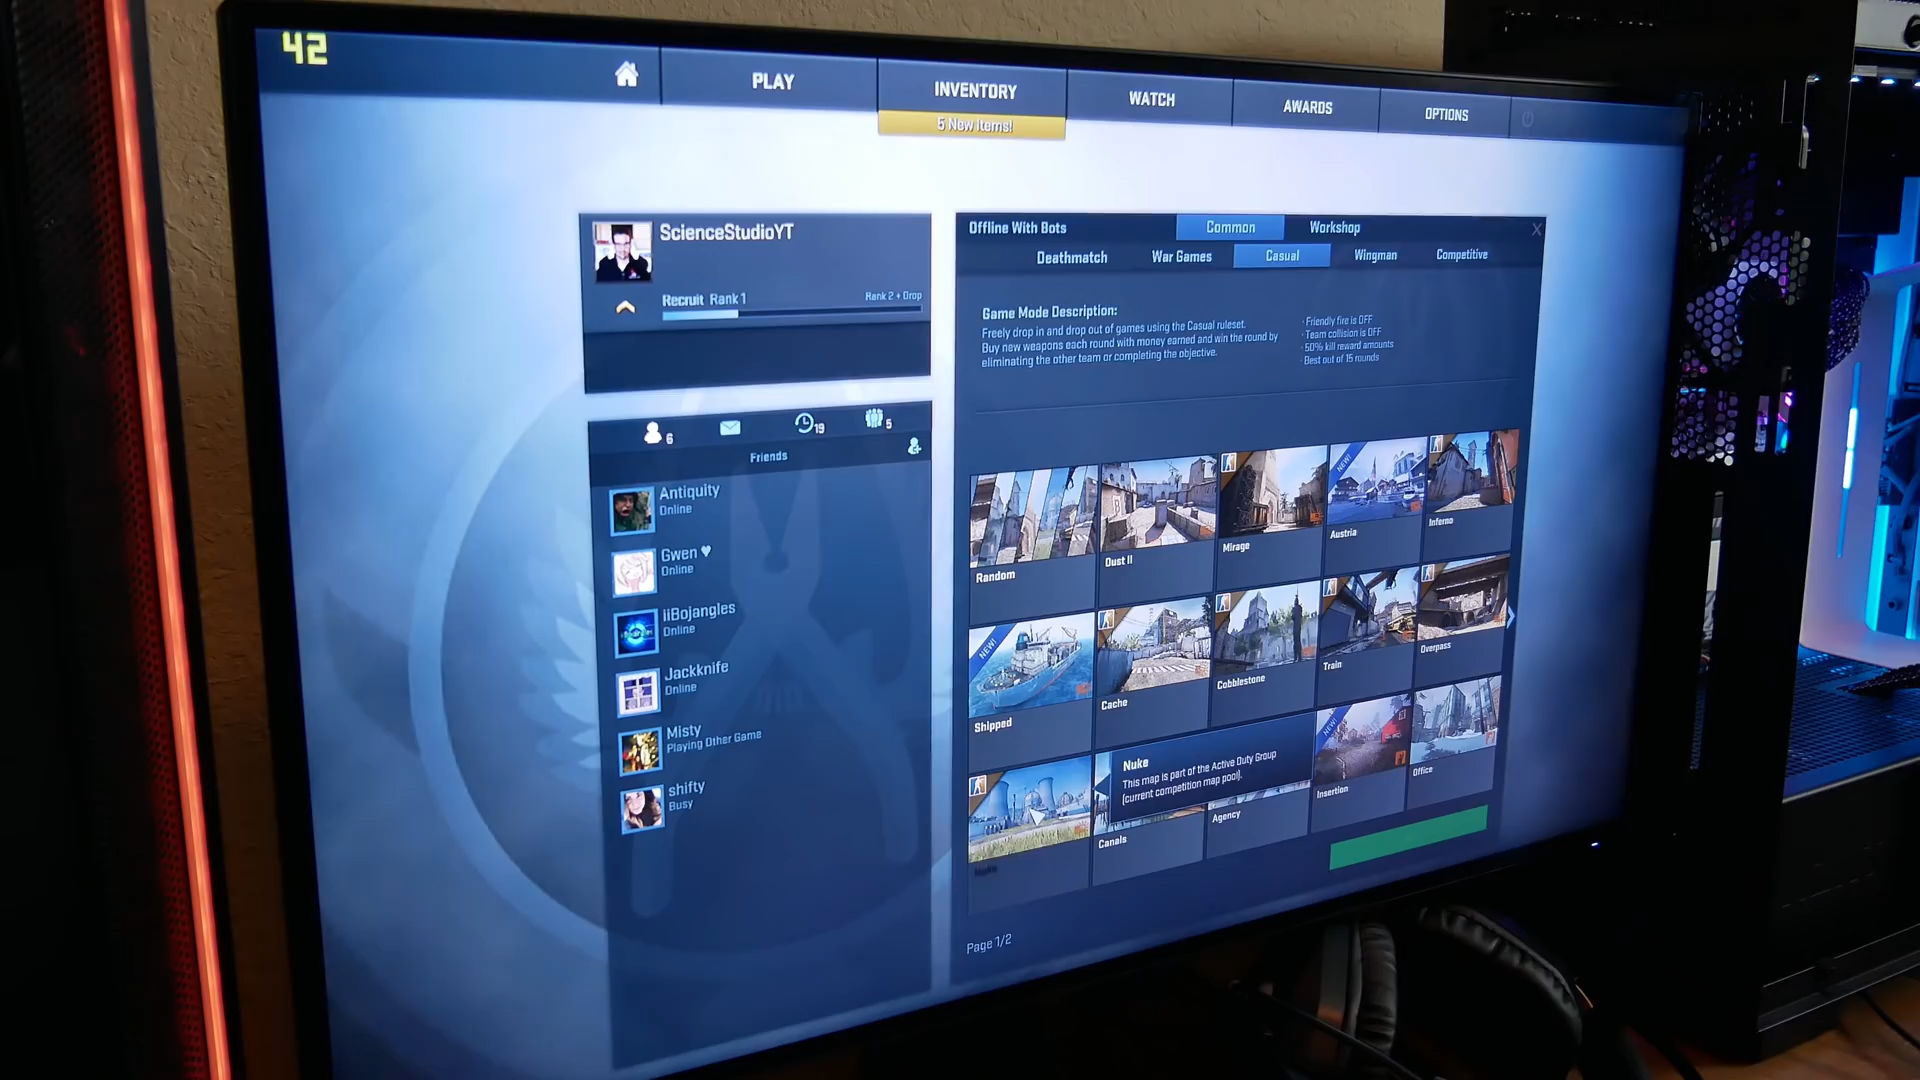 42
PLAY
INVENTORY
5 New Items!
WATCH
AWARDS
OPTIONS
ScienceStudioYT
Recruit Rank 1
Rank 2 + Drop
6
19
5
Friends
Antiquity
Online
Gwen ♥
Online
iiBojangles
Online
Jackknife
Online
Misty
Playing Other Game
shifty
Busy
Offline With Bots
Common
Workshop
X
Deathmatch
War Games
Casual
Wingman
Competitive
Game Mode Description:
Freely drop in and drop out of games using the Casual ruleset.
Buy new weapons each round with money earned and win the round by
eliminating the other team or completing the objective.
· Friendly fire is OFF
· Team collision is OFF
· 50% kill reward amounts
· Best out of 15 rounds
Random
Dust II
Mirage
NEW!
Austria
Inferno
NEW!
Shipped
Cache
Cobblestone
Train
Overpass
Nuke
Nuke
This map is part of the Active Duty Group
(current competition map pool).
Canals
Agency
NEW!
Insertion
Office
Page 1/2